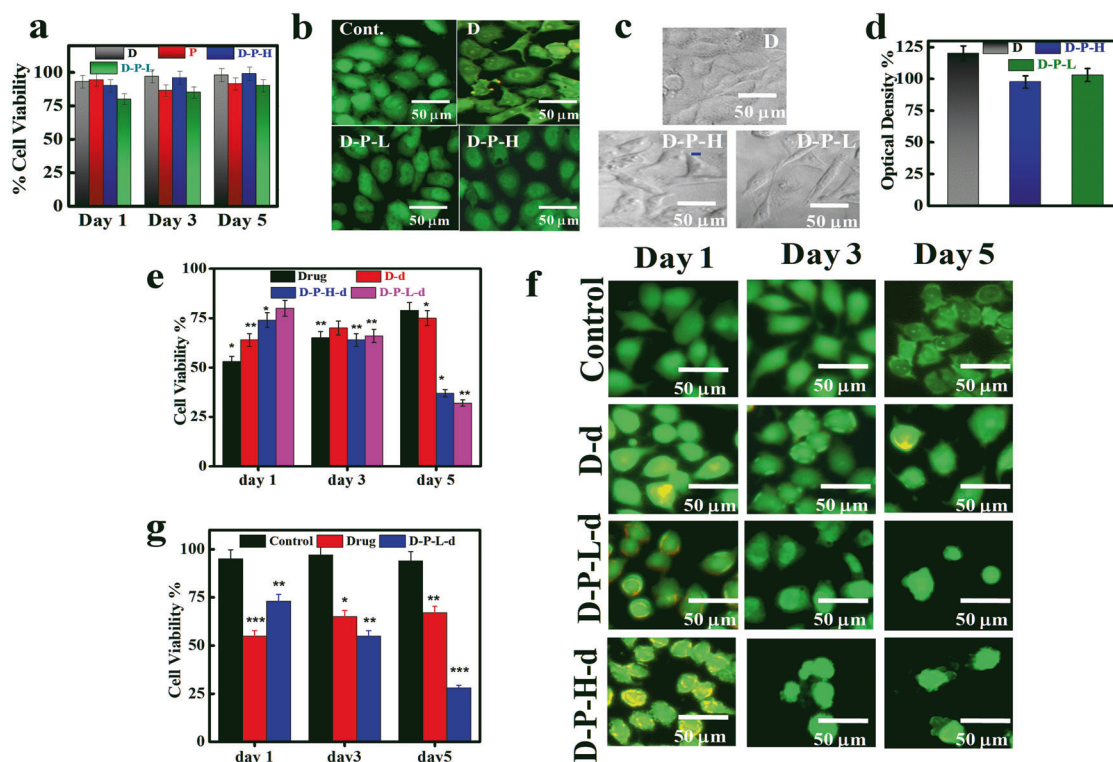 a
% Cell Viability
100
75
50
25
0
D P D-P-H
D-P-L
Day 1 Day 3 Day 5
b
Cont.
50 µm
D
50 µm
D-P-L
50 µm
D-P-H
50 µm
c
D
50 µm
D-P-H
50 µm
D-P-L
50 µm
d
Optical Density %
125
100
75
50
25
0
D D-P-H
D-P-L
e
Cell Viability %
100
75
50
25
0
Drug D-d
D-P-H-d D-P-L-d
* ** *
** ** **
* * **
day 1 day 3 day 5
f
Day 1 Day 3 Day 5
Control
50 µm 50 µm 50 µm
D-d
50 µm 50 µm 50 µm
D-P-L-d
50 µm 50 µm 50 µm
D-P-H-d
50 µm 50 µm 50 µm
g
Cell Viability %
100
75
50
25
0
Control Drug D-P-L-d
*** **
* **
** ***
day 1 day3 day5